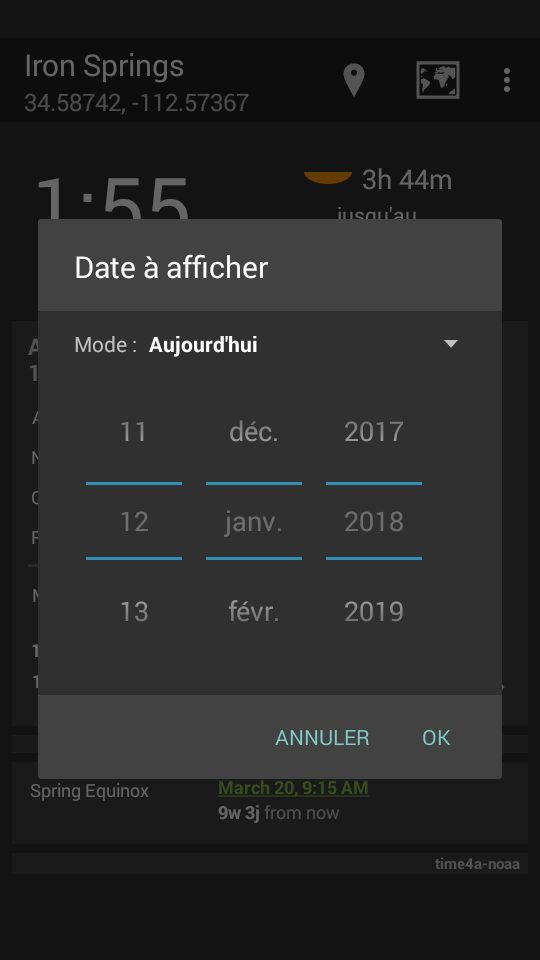 Iron Springs
34.58742, -112.57367
1:55
3h 44m
jusqu'au
Date à afficher
Mode : Aujourd'hui
11 déc. 2017
12 janv. 2018
13 févr. 2019
ANNULER OK
Spring Equinox March 20, 9:15 AM
9w 3j from now
time4a-noaa